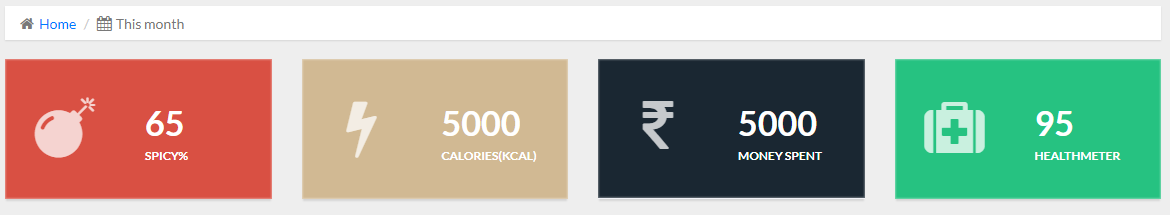 Home / This month
65
SPICY%
5000
CALORIES(KCAL)
₹
5000
MONEY SPENT
95
HEALTHMETER